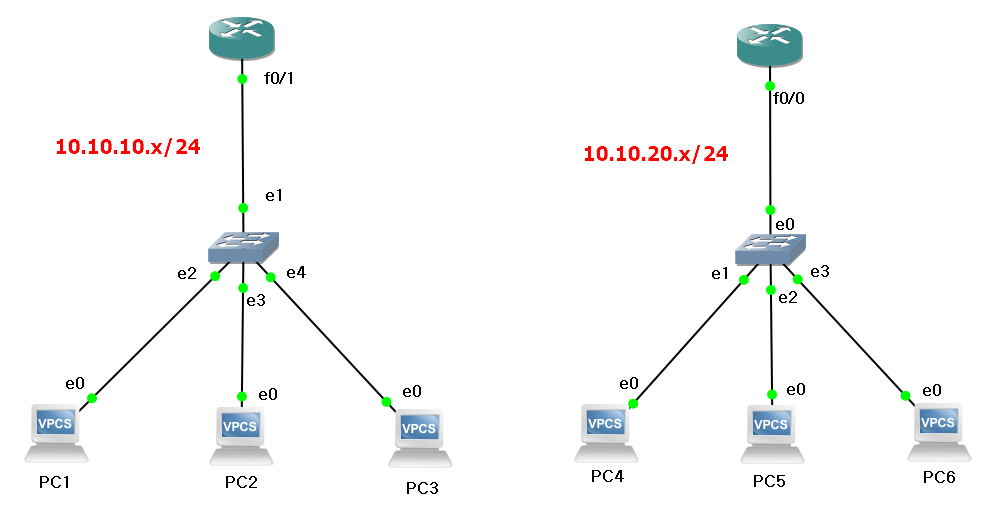 f0/1
10.10.10.x/24
e1
e2
e4
e3
e0
e0
e0
VPCS
VPCS
VPCS
PC1
PC2
PC3
f0/0
10.10.20.x/24
e0
e1
e3
e2
e0
e0
e0
VPCS
VPCS
VPCS
PC4
PC5
PC6